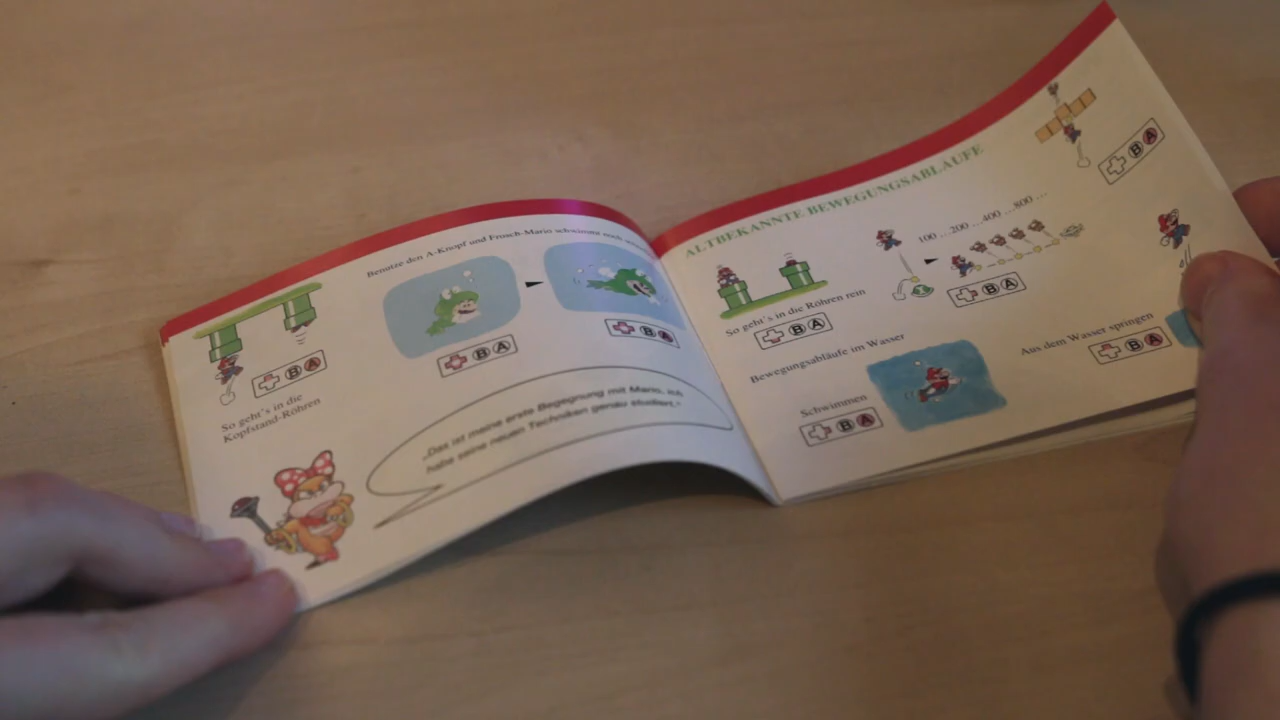 Benutze den A-Knopf und Frosch-Mario schwimmt noch
B A
B A
B A
So geht's in die
Kopfstand-Röhren
„Das ist meine erste Begegnung mit Mario, ich
habe seine neuen Techniken genau studiert.“
ALTBEKANNTE BEWEGUNGSABLÄUFE
B A
100 ...200 ...400 ...800 ...
So geht's in die Röhren rein
B A
B A
Bewegungsabläufe im Wasser
Aus dem Wasser springen
B A
Schwimmen
B A